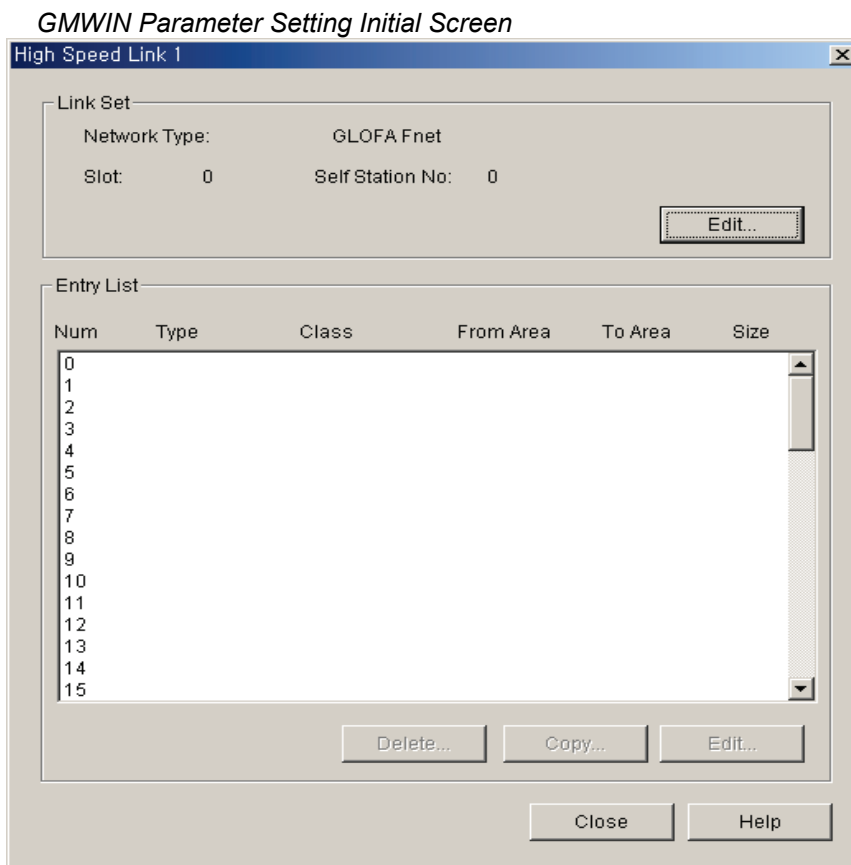 GMWIN Parameter Setting Initial Screen
High Speed Link 1
Link Set
Network Type: GLOFA Fnet
Slot: 0 Self Station No: 0
Edit...
Entry List
Num Type Class From Area To Area Size
0
1
2
3
4
5
6
7
8
9
10
11
12
13
14
15
Delete... Copy... Edit...
Close Help